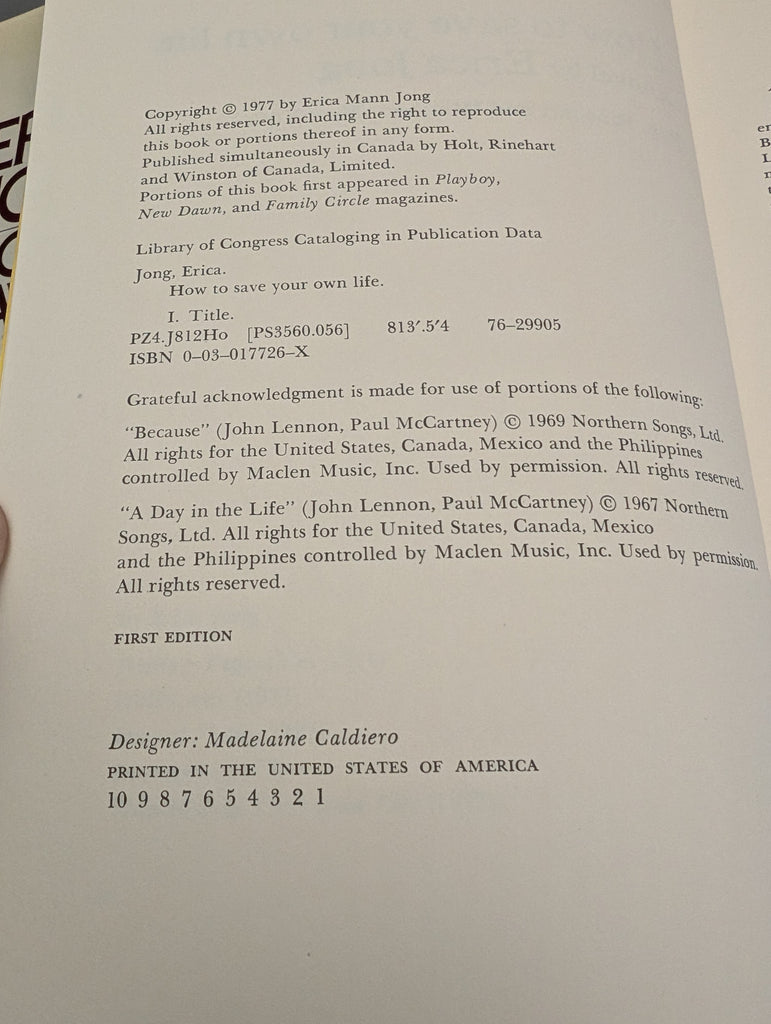 Copyright © 1977 by Erica Mann Jong
All rights reserved, including the right to reproduce
this book or portions thereof in any form.
Published simultaneously in Canada by Holt, Rinehart
and Winston of Canada, Limited.
Portions of this book first appeared in Playboy,
New Dawn, and Family Circle magazines.
Library of Congress Cataloging in Publication Data
Jong, Erica.
How to save your own life.
I. Title.
PZ4.J812Ho [PS3560.056] 813'.5'4 76–29905
ISBN 0–03–017726–X
Grateful acknowledgment is made for use of portions of the following:
“Because” (John Lennon, Paul McCartney) © 1969 Northern Songs, Ltd.
All rights for the United States, Canada, Mexico and the Philippines
controlled by Maclen Music, Inc. Used by permission. All rights reserved.
“A Day in the Life” (John Lennon, Paul McCartney) © 1967 Northern
Songs, Ltd. All rights for the United States, Canada, Mexico
and the Philippines controlled by Maclen Music, Inc. Used by permission.
All rights reserved.
FIRST EDITION
Designer: Madelaine Caldiero
PRINTED IN THE UNITED STATES OF AMERICA
10 9 8 7 6 5 4 3 2 1